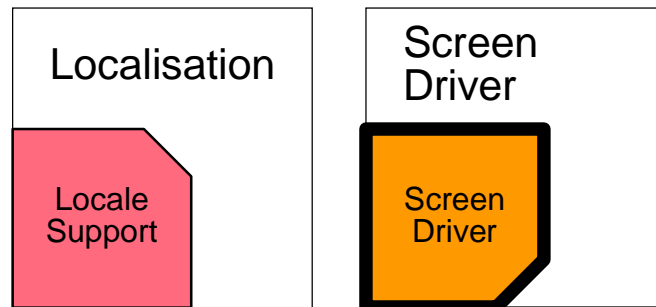 Localisation
Locale
Support
Screen
Driver
Screen
Driver